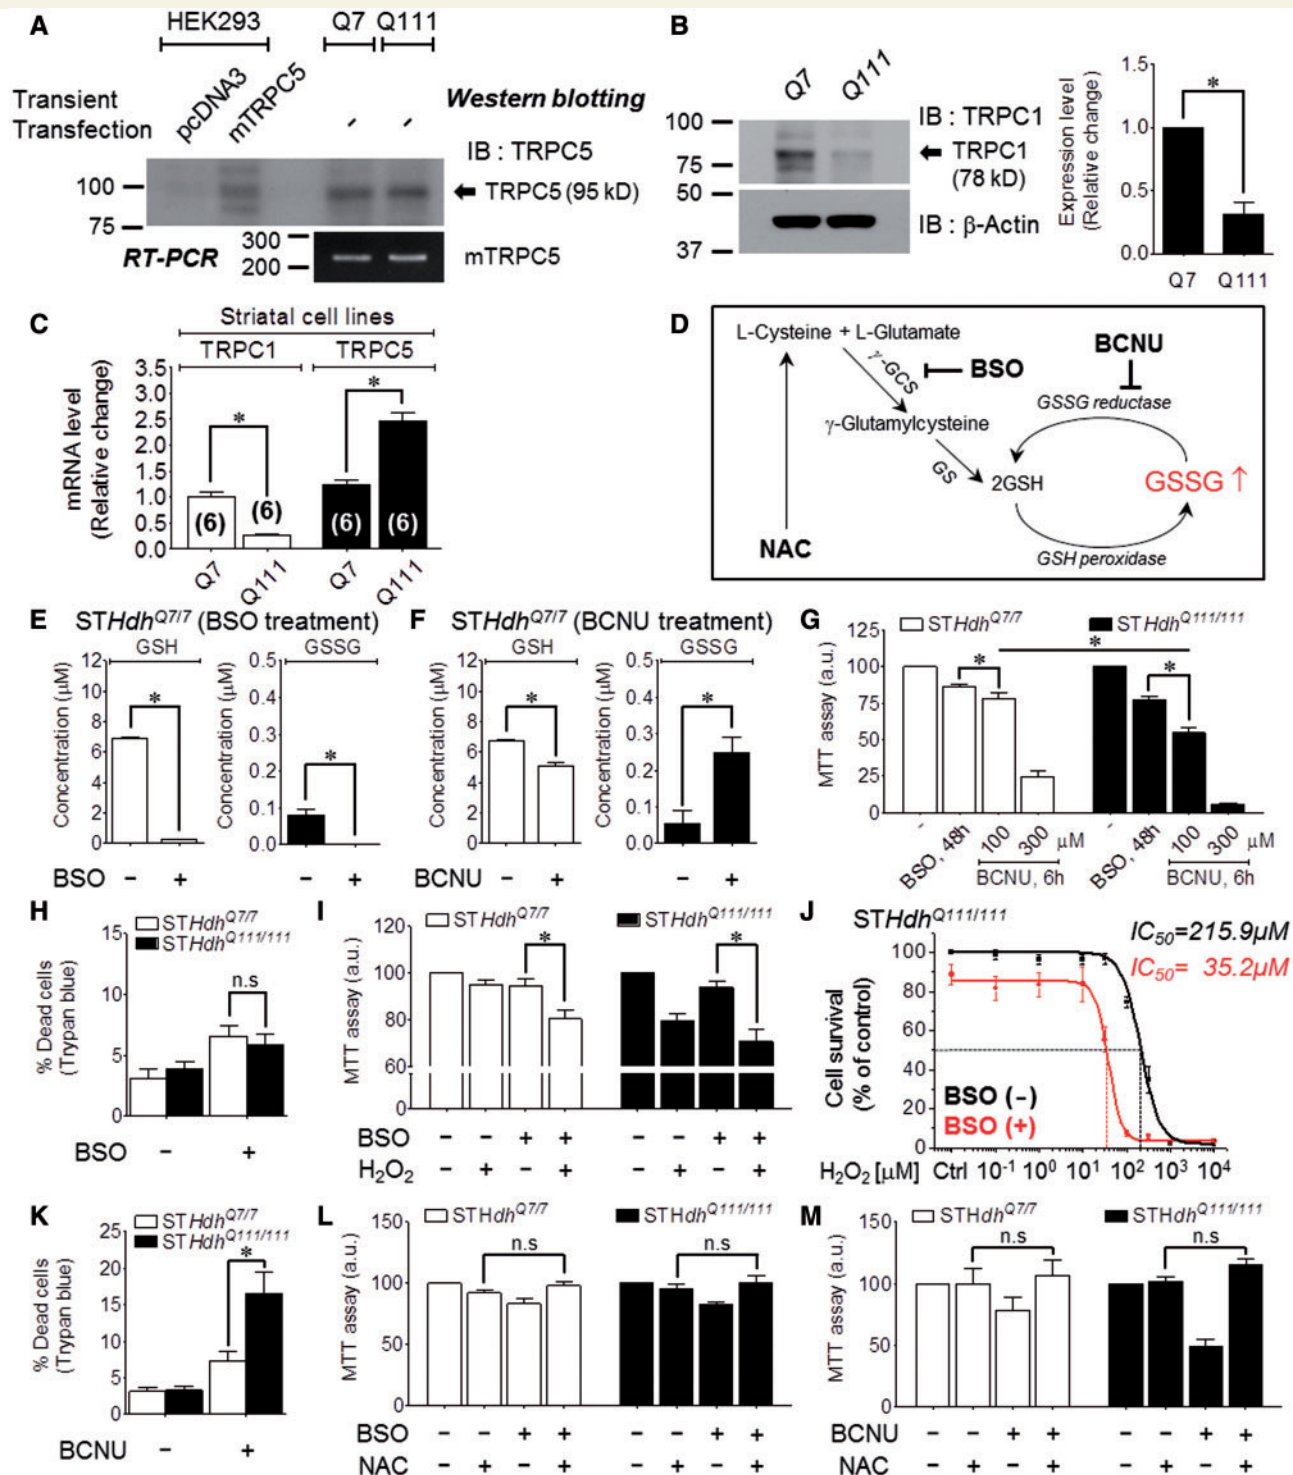 A
HEK293
Q7
Q111
Transient
Transfection
pcDNA3
mTRPC5
-
-
Western blotting
IB : TRPC5
100
TRPC5 (95 kD)
75
RT-PCR
300
200
mTRPC5
B
Q7
Q111
100
IB : TRPC1
75
TRPC1
(78 kD)
50
IB : β-Actin
37
Expression level
(Relative change)
1.5
1.0
0.5
0.0
*
Q7
Q111
C
Striatal cell lines
TRPC1
TRPC5
mRNA level
(Relative change)
3.5
3.0
2.5
2.0
1.5
1.0
0.5
0.0
*
*
(6)
(6)
(6)
(6)
Q7
Q111
Q7
Q111
D
L-Cysteine + L-Glutamate
BCNU
γ-GCS
BSO
GSSG reductase
γ-Glutamylcysteine
GS
2GSH
GSSG ↑
NAC
GSH peroxidase
E
STHdh^Q7/7 (BSO treatment)
GSH
GSSG
Concentration (µM)
12
10
8
6
4
2
0
*
Concentration (µM)
0.5
0.4
0.3
0.2
0.1
0.0
*
BSO − + − +
F
STHdh^Q7/7 (BCNU treatment)
GSH
GSSG
Concentration (µM)
12
10
8
6
4
2
0
*
Concentration (µM)
0.5
0.4
0.3
0.2
0.1
0.0
*
BCNU − + − +
G
STHdh^Q7/7
STHdh^Q111/111
MTT assay (a.u.)
125
100
75
50
25
0
*
*
*
- BSO, 48h 100 300 µM
- BSO, 48h 100 300 µM
BCNU, 6h
BCNU, 6h
H
STHdh^Q7/7
STHdh^Q111/111
% Dead cells
(Trypan blue)
15
10
5
0
n.s
BSO − +
I
STHdh^Q7/7
STHdh^Q111/111
MTT assay (a.u.)
120
100
80
60
0
*
*
BSO − − + + − − + +
H₂O₂ − + − + − + − +
J
STHdh^Q111/111
IC50=215.9µM
IC50= 35.2µM
Cell survival
(% of control)
100
80
60
40
20
0
BSO (−)
BSO (+)
H₂O₂ [µM] Ctrl 10^-1 10^0 10^1 10^2 10^3 10^4
K
STHdh^Q7/7
STHdh^Q111/111
% Dead cells
(Trypan blue)
25
20
15
10
5
0
*
BCNU − +
L
STHdh^Q7/7
STHdh^Q111/111
MTT assay (a.u.)
150
100
50
0
n.s
n.s
BSO − − + + − − + +
NAC − + − + − + − +
M
STHdh^Q7/7
STHdh^Q111/111
MTT assay (a.u.)
150
100
50
0
n.s
n.s
BCNU − − + + − − + +
NAC − + − + − + − +